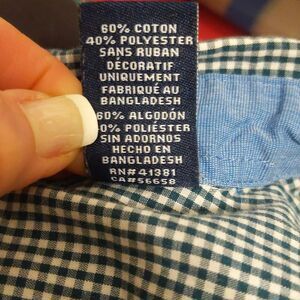 60% COTON
40% POLYESTER
SANS RUBAN
DÉCORATIF
UNIQUEMENT
FABRIQUÉ AU
BANGLADESH
60% ALGODÓN
0% POLIÉSTER
SIN ADORNOS
HECHO EN
BANGLADESH
RN# 41381
CA#56658